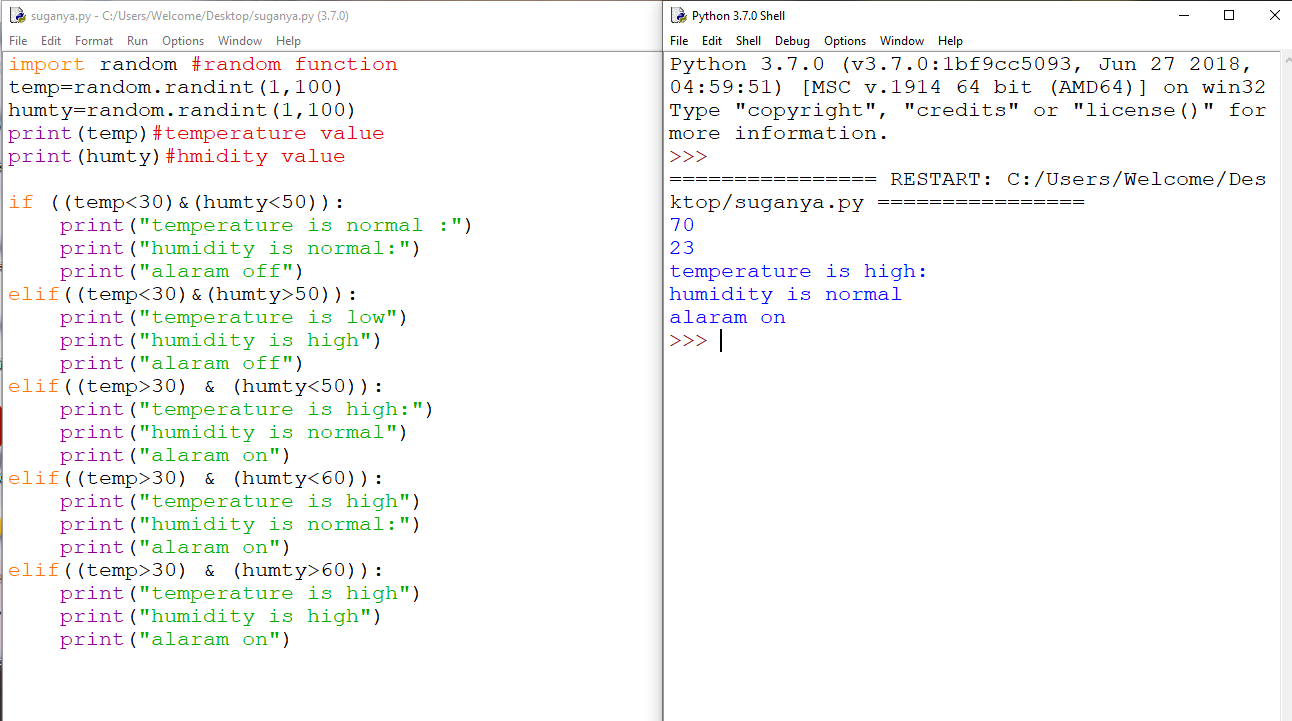 suganya.py - C:/Users/Welcome/Desktop/suganya.py (3.7.0)
File Edit Format Run Options Window Help
import random #random function
temp=random.randint(1,100)
humty=random.randint(1,100)
print(temp)#temperature value
print(humty)#hmidity value
if ((temp<30)&(humty<50)):
    print("temperature is normal :")
    print("humidity is normal:")
    print("alaram off")
elif((temp<30)&(humty>50)):
    print("temperature is low")
    print("humidity is high")
    print("alaram off")
elif((temp>30) & (humty<50)):
    print("temperature is high:")
    print("humidity is normal")
    print("alaram on")
elif((temp>30) & (humty<60)):
    print("temperature is high")
    print("humidity is normal:")
    print("alaram on")
elif((temp>30) & (humty>60)):
    print("temperature is high")
    print("humidity is high")
    print("alaram on")
Python 3.7.0 Shell
File Edit Shell Debug Options Window Help
Python 3.7.0 (v3.7.0:1bf9cc5093, Jun 27 2018,
04:59:51) [MSC v.1914 64 bit (AMD64)] on win32
Type "copyright", "credits" or "license()" for
more information.
>>>
================ RESTART: C:/Users/Welcome/Des
ktop/suganya.py ================
70
23
temperature is high:
humidity is normal
alaram on
>>>